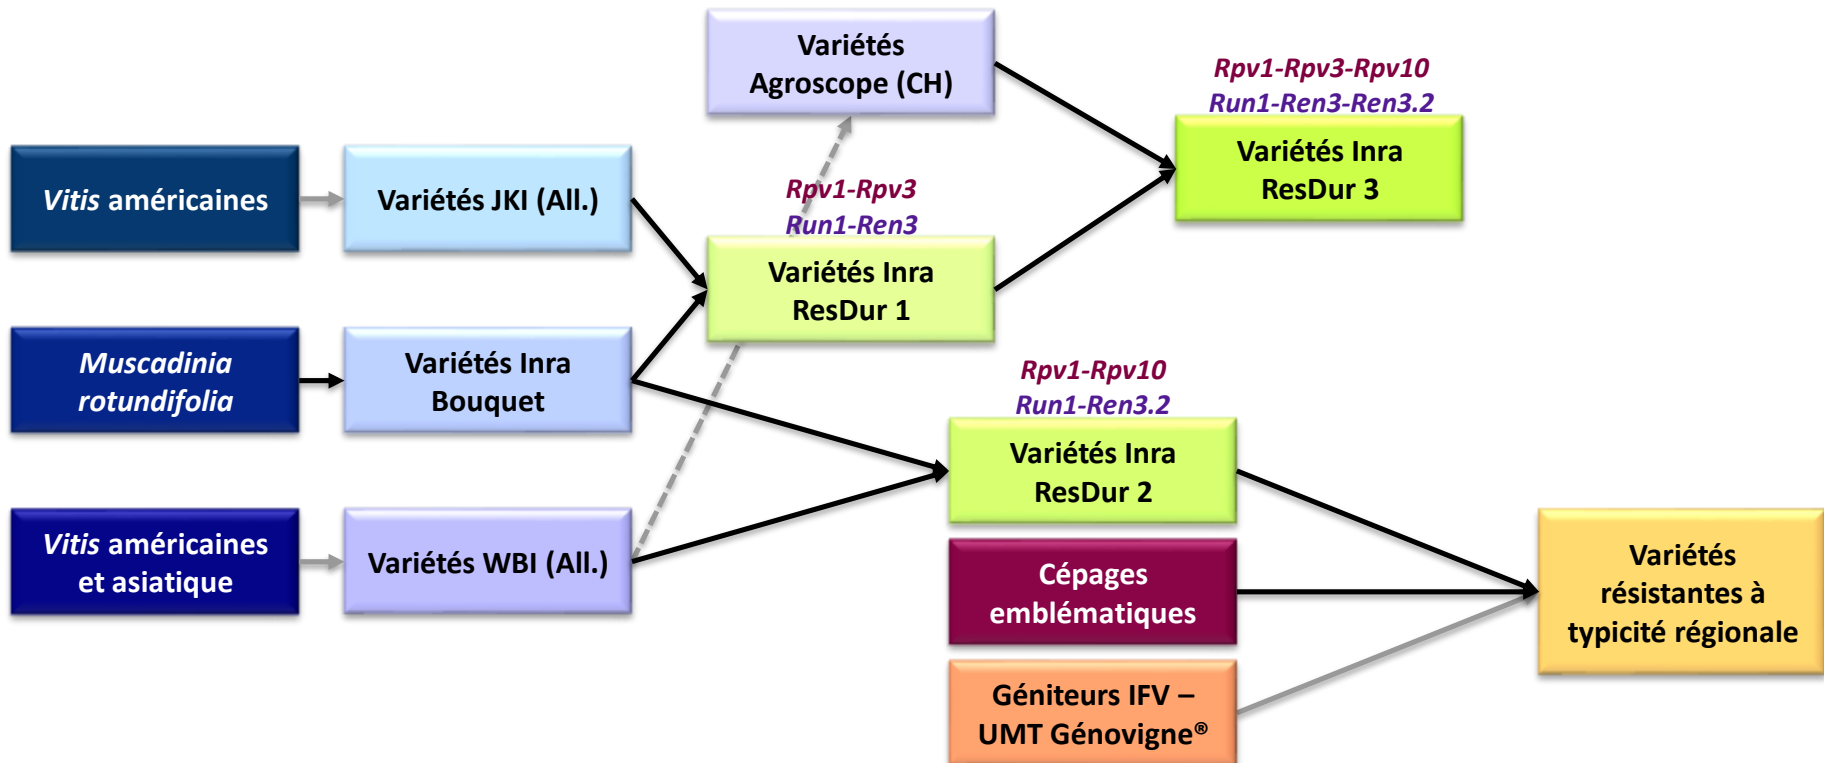 Variétés
Agroscope (CH)
Rpv1-Rpv3-Rpv10
Run1-Ren3-Ren3.2
Variétés Inra
ResDur 3
Vitis américaines
Variétés JKI (All.)
Rpv1-Rpv3
Run1-Ren3
Variétés Inra
ResDur 1
Muscadinia
rotundifolia
Variétés Inra
Bouquet
Rpv1-Rpv10
Run1-Ren3.2
Variétés Inra
ResDur 2
Vitis américaines
et asiatique
Variétés WBI (All.)
Cépages
emblématiques
Variétés
résistantes à
typicité régionale
Géniteurs IFV –
UMT Génovigne®